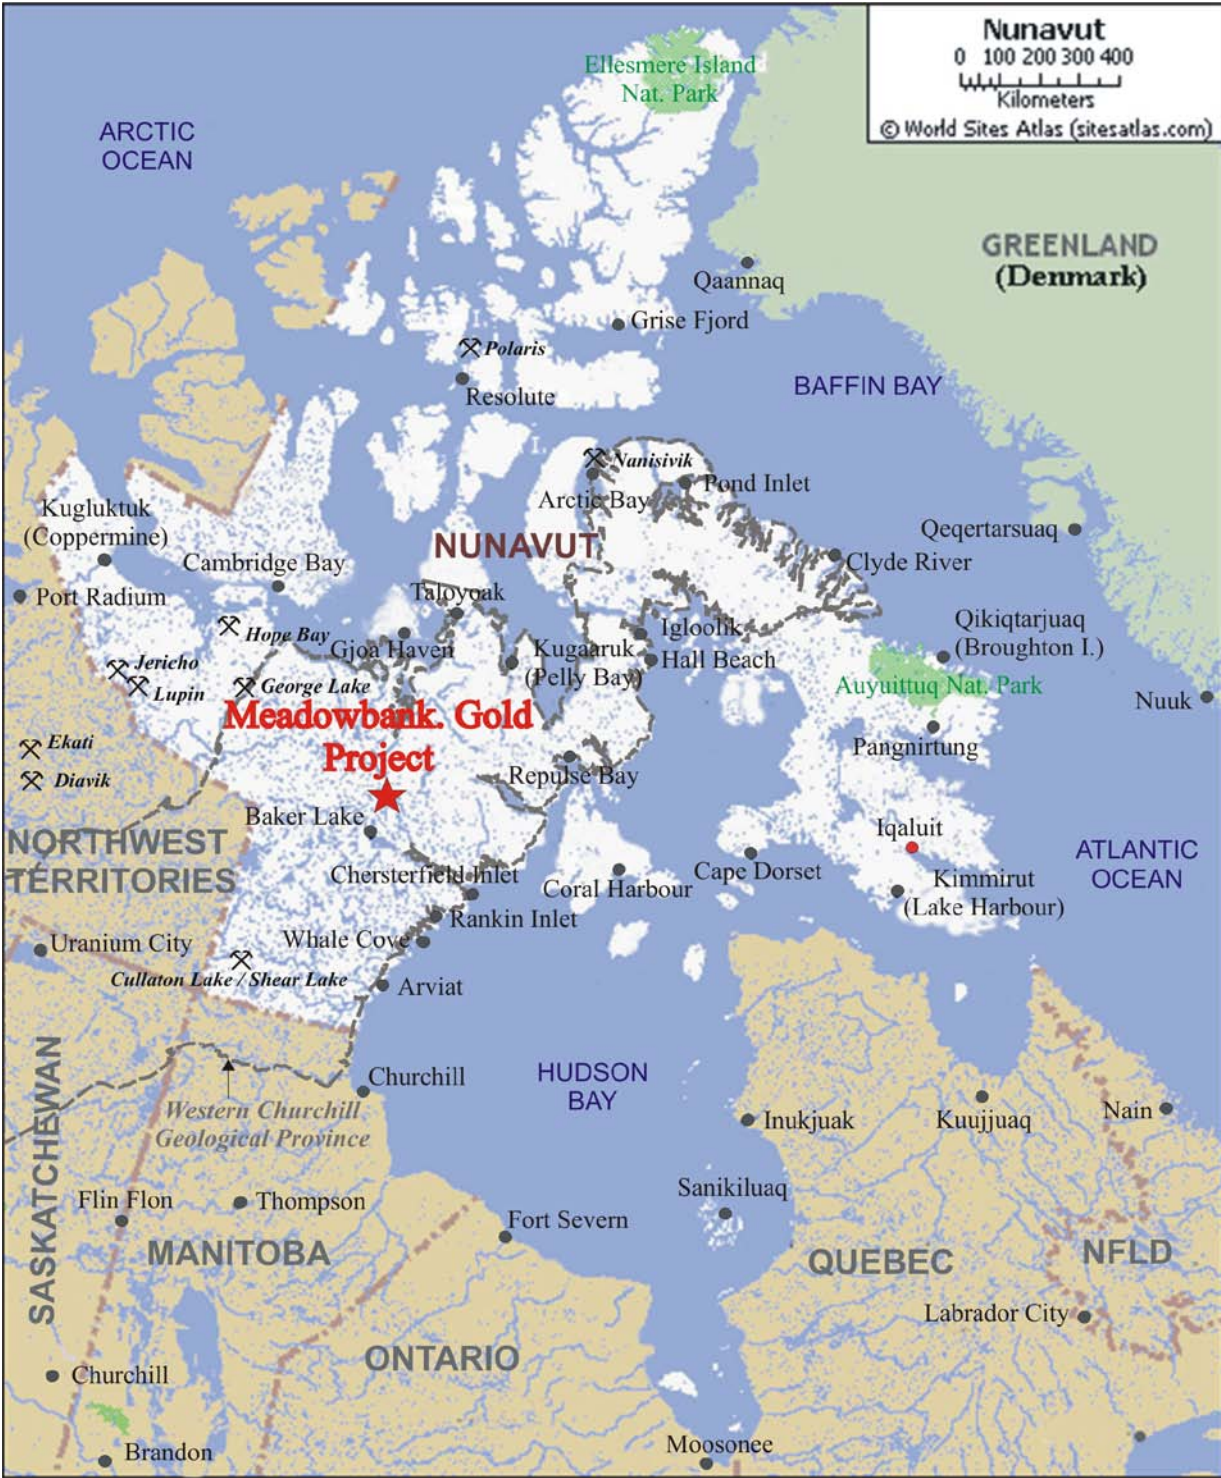 Nunavut
0 100 200 300 400
Kilometers
© World Sites Atlas (sitesatlas.com)
Ellesmere Island
Nat. Park
ARCTIC
OCEAN
GREENLAND
(Denmark)
Qaannaq
Grise Fjord
Polaris
Resolute
BAFFIN BAY
Nanisivik
Arctic Bay
Pond Inlet
Kugluktuk
(Coppermine)
NUNAVUT
Qeqertarsuaq
Cambridge Bay
Clyde River
Port Radium
Taloyoak
Hope Bay
Gjoa Haven
Igloolik
Qikiqtarjuaq
(Broughton I.)
Kugaaruk
(Pelly Bay)
Hall Beach
Jericho
Lupin
George Lake
Auyuittuq Nat. Park
Nuuk
Meadowbank. Gold
Project
Ekati
Diavik
Pangnirtung
Repulse Bay
Baker Lake
Iqaluit
NORTHWEST
TERRITORIES
ATLANTIC
OCEAN
Chersterfield Inlet
Coral Harbour
Cape Dorset
Kimmirut
(Lake Harbour)
Rankin Inlet
Whale Cove
Uranium City
Cullaton Lake / Shear Lake
Arviat
SASKATCHEWAN
Churchill
HUDSON
BAY
Western Churchill
Geological Province
Inukjuak
Kuujjuaq
Nain
Flin Flon
Thompson
Sanikiluaq
Fort Severn
MANITOBA
QUEBEC
NFLD
Labrador City
ONTARIO
Churchill
Brandon
Moosonee